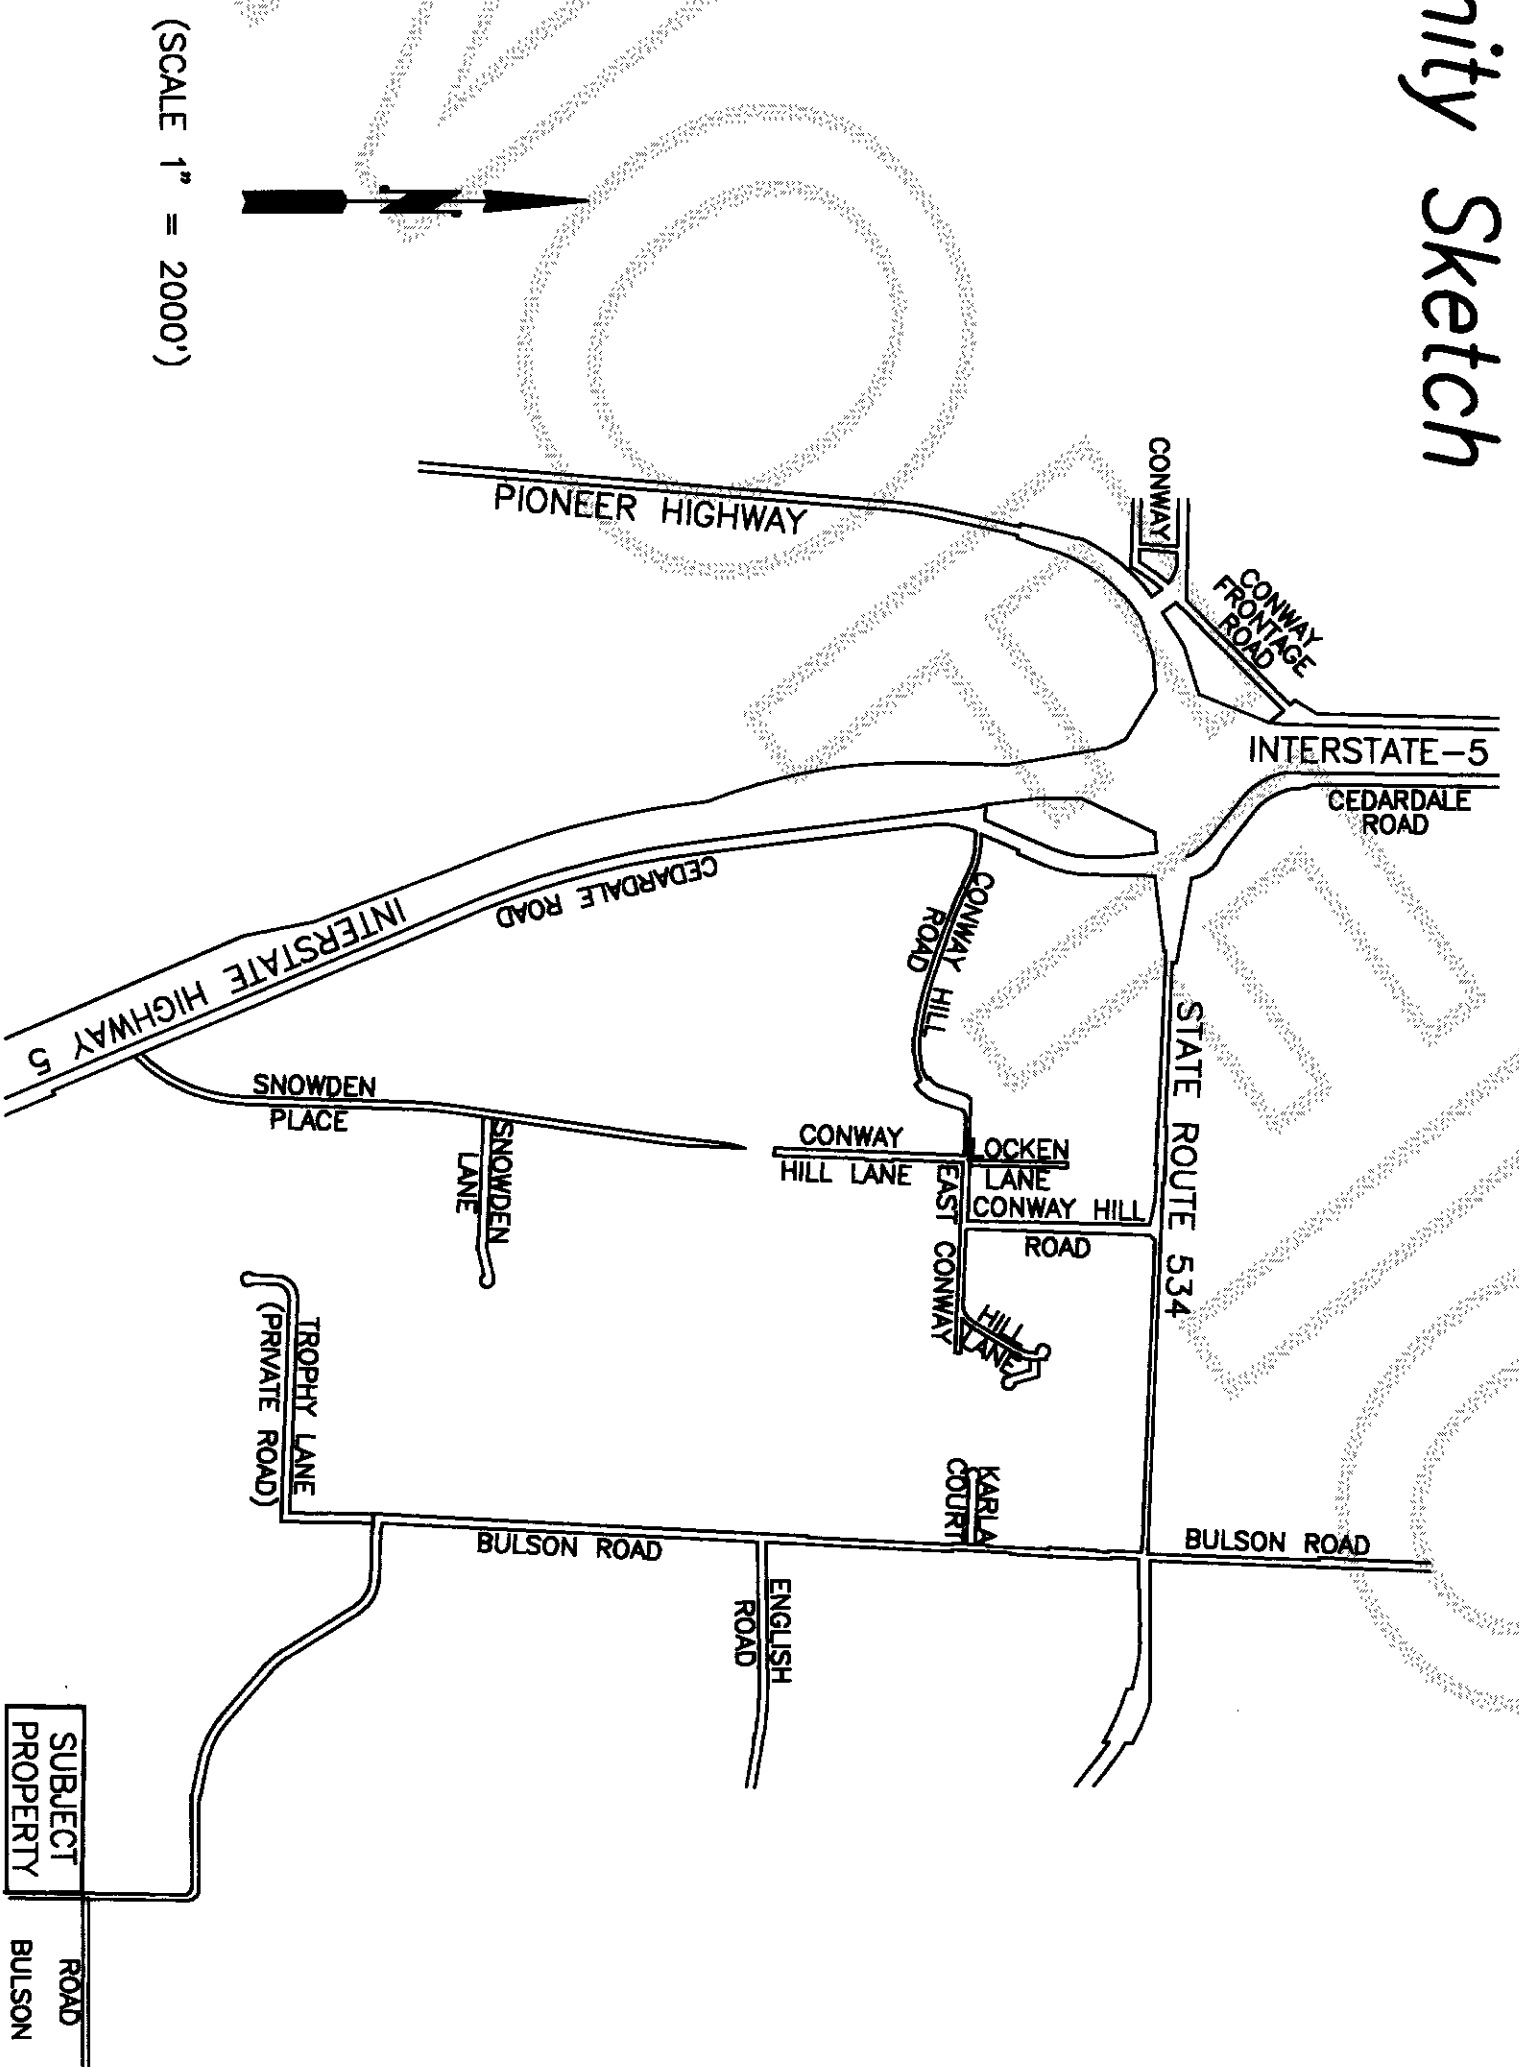 nity Sketch
(SCALE 1" = 2000')
PIONEER HIGHWAY
CONWAY
CONWAY
FRONTAGE
ROAD
INTERSTATE-5
CEDARDALE
ROAD
CEDARDALE ROAD
INTERSTATE HIGHWAY 5
CONWAY HILL
ROAD
STATE ROUTE 534
SNOWDEN
PLACE
SNOWDEN
LANE
CONWAY
HILL LANE
LOCKEN
LANE
CONWAY HILL
ROAD
EAST CONWAY
HILL
LANE
TROPHY LANE
(PRIVATE ROAD)
KARLA
COURT
BULSON ROAD
BULSON ROAD
ENGLISH
ROAD
SUBJECT
PROPERTY
ROAD
BULSON